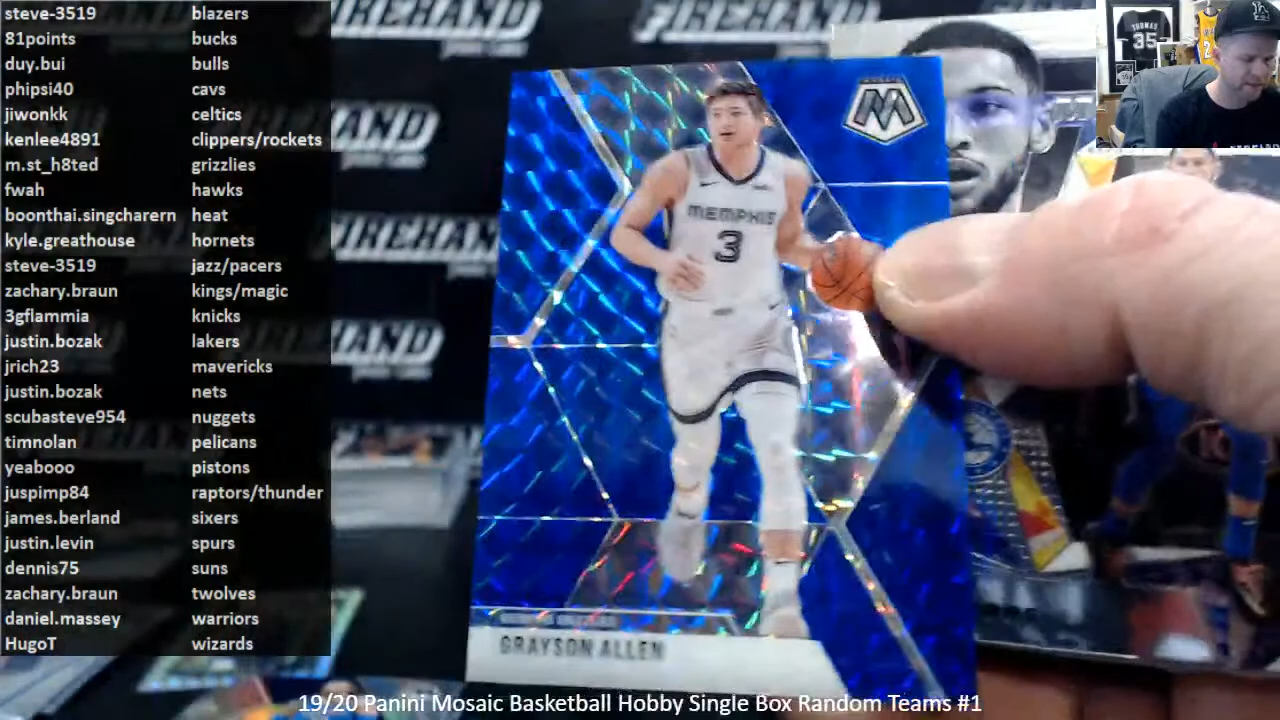 steve-3519 blazers
81points bucks
duy.bui bulls
phipsi40 cavs
jiwonkk celtics
kenlee4891 clippers/rockets
m.st_h8ted grizzlies
fwah hawks
boonthai.singcharern heat
kyle.greathouse hornets
steve-3519 jazz/pacers
zachary.braun kings/magic
3gflammia knicks
justin.bozak lakers
jrich23 mavericks
justin.bozak nets
scubasteve954 nuggets
timnolan pelicans
yeabooo pistons
juspimp84 raptors/thunder
james.berland sixers
justin.levin spurs
dennis75 suns
zachary.braun twolves
daniel.massey warriors
HugoT wizards
FIREHAND
FIREHAND
THOMAS
35
M
MEMPHIS
3
GRAYSON ALLEN
19/20 Panini Mosaic Basketball Hobby Single Box Random Teams #1